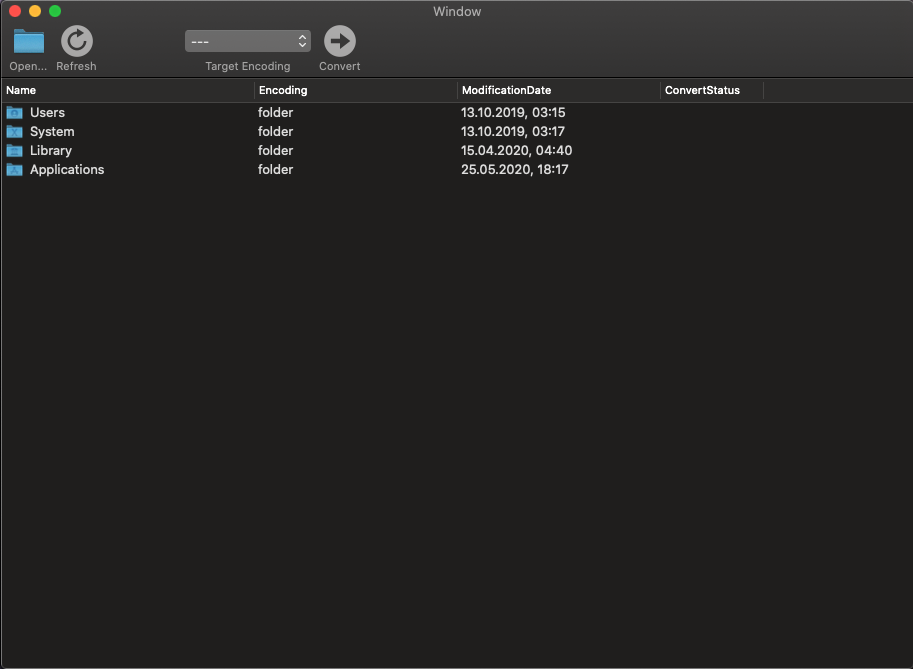 Window
---
Open... Refresh Target Encoding Convert
Name Encoding ModificationDate ConvertStatus
Users folder 13.10.2019, 03:15
System folder 13.10.2019, 03:17
Library folder 15.04.2020, 04:40
Applications folder 25.05.2020, 18:17